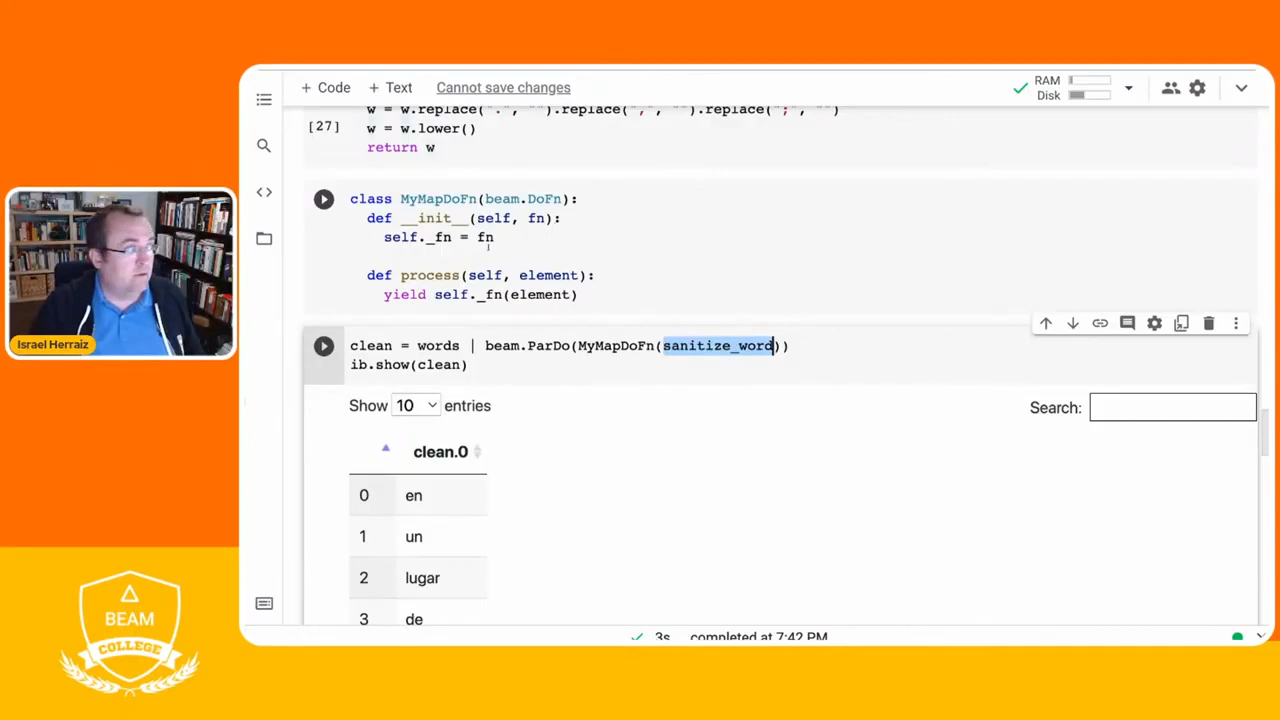 + Code + Text Cannot save changes
RAM
Disk
w = w.replace(".", "").replace(",", "").replace(";", "")
[27] w = w.lower()
return w
class MyMapDoFn(beam.DoFn):
def __init__(self, fn):
self._fn = fn
def process(self, element):
yield self._fn(element)
clean = words | beam.ParDo(MyMapDoFn(sanitize_word))
ib.show(clean)
Show 10 entries
Search:
clean.0
0 en
1 un
2 lugar
3 de
3s completed at 7:42 PM
Israel Herraiz
BEAM
COLLEGE